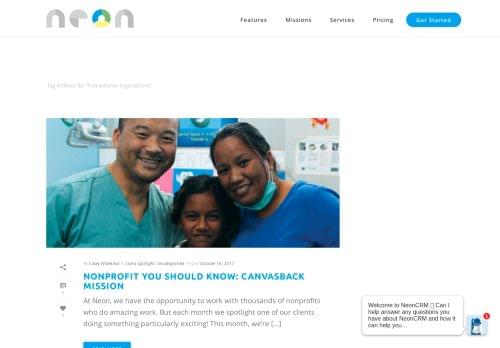 neon
Features Missions Services Pricing Get Started
Tag Archives for: "humanitarian organizations"
by Casey Willekind In Client Spotlight, Uncategorized Posted October 16, 2017
NONPROFIT YOU SHOULD KNOW: CANVASBACK
MISSION
At Neon, we have the opportunity to work with thousands of nonprofits
who do amazing work. But each month we spotlight one of our clients
doing something particularly exciting! This month, we're [...]
Welcome to NeonCRM Can I
help answer any questions you
have about NeonCRM and how it
can help you...
1